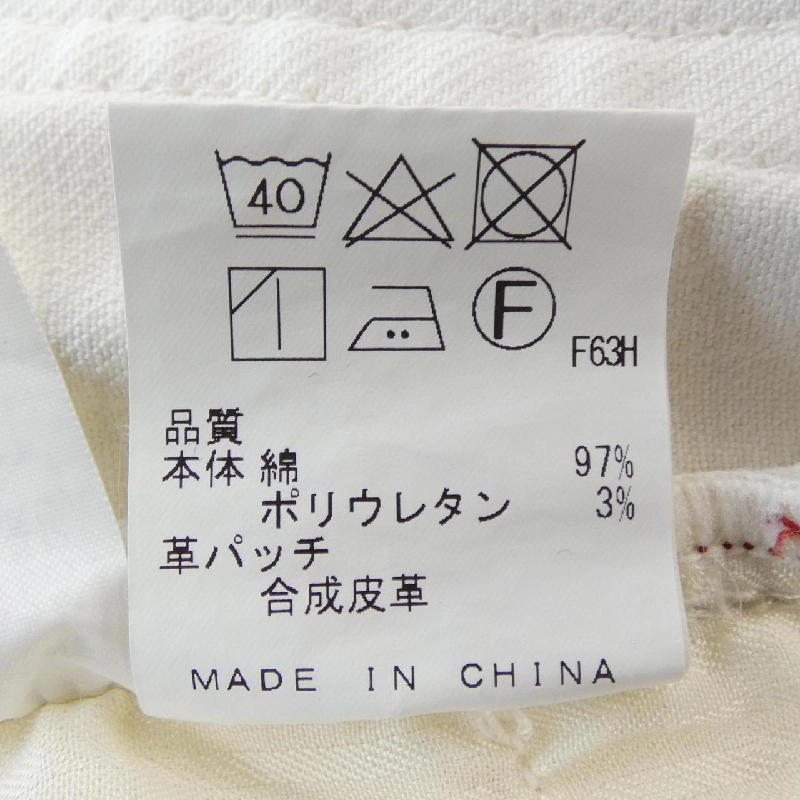 40
F
F63H
品質
本体 綿 97%
ポリウレタン 3%
革パッチ
合成皮革
MADE IN CHINA